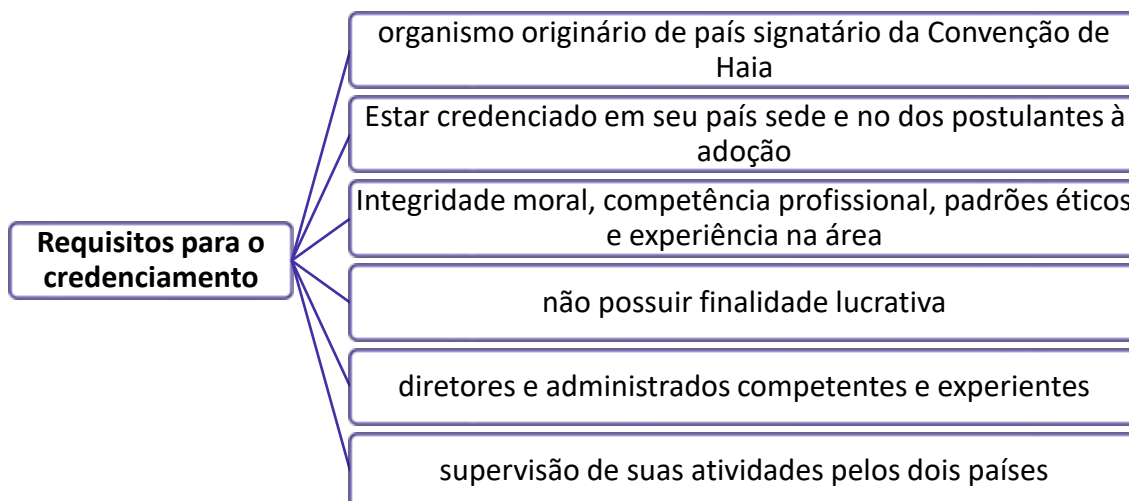 Requisitos para o
credenciamento
organismo originário de país signatário da Convenção de
Haia
Estar credenciado em seu país sede e no dos postulantes à
adoção
Integridade moral, competência profissional, padrões éticos
e experiência na área
não possuir finalidade lucrativa
diretores e administrados competentes e experientes
supervisão de suas atividades pelos dois países